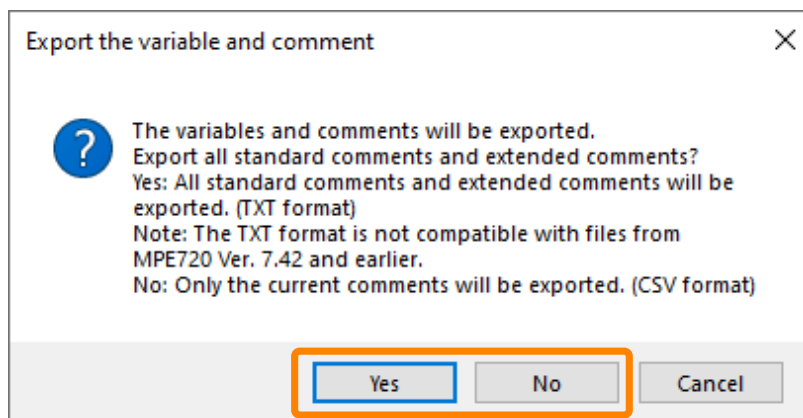 Export the variable and comment
The variables and comments will be exported.
Export all standard comments and extended comments?
Yes: All standard comments and extended comments will be
exported. (TXT format)
Note: The TXT format is not compatible with files from
MPE720 Ver. 7.42 and earlier.
No: Only the current comments will be exported. (CSV format)
Yes No Cancel